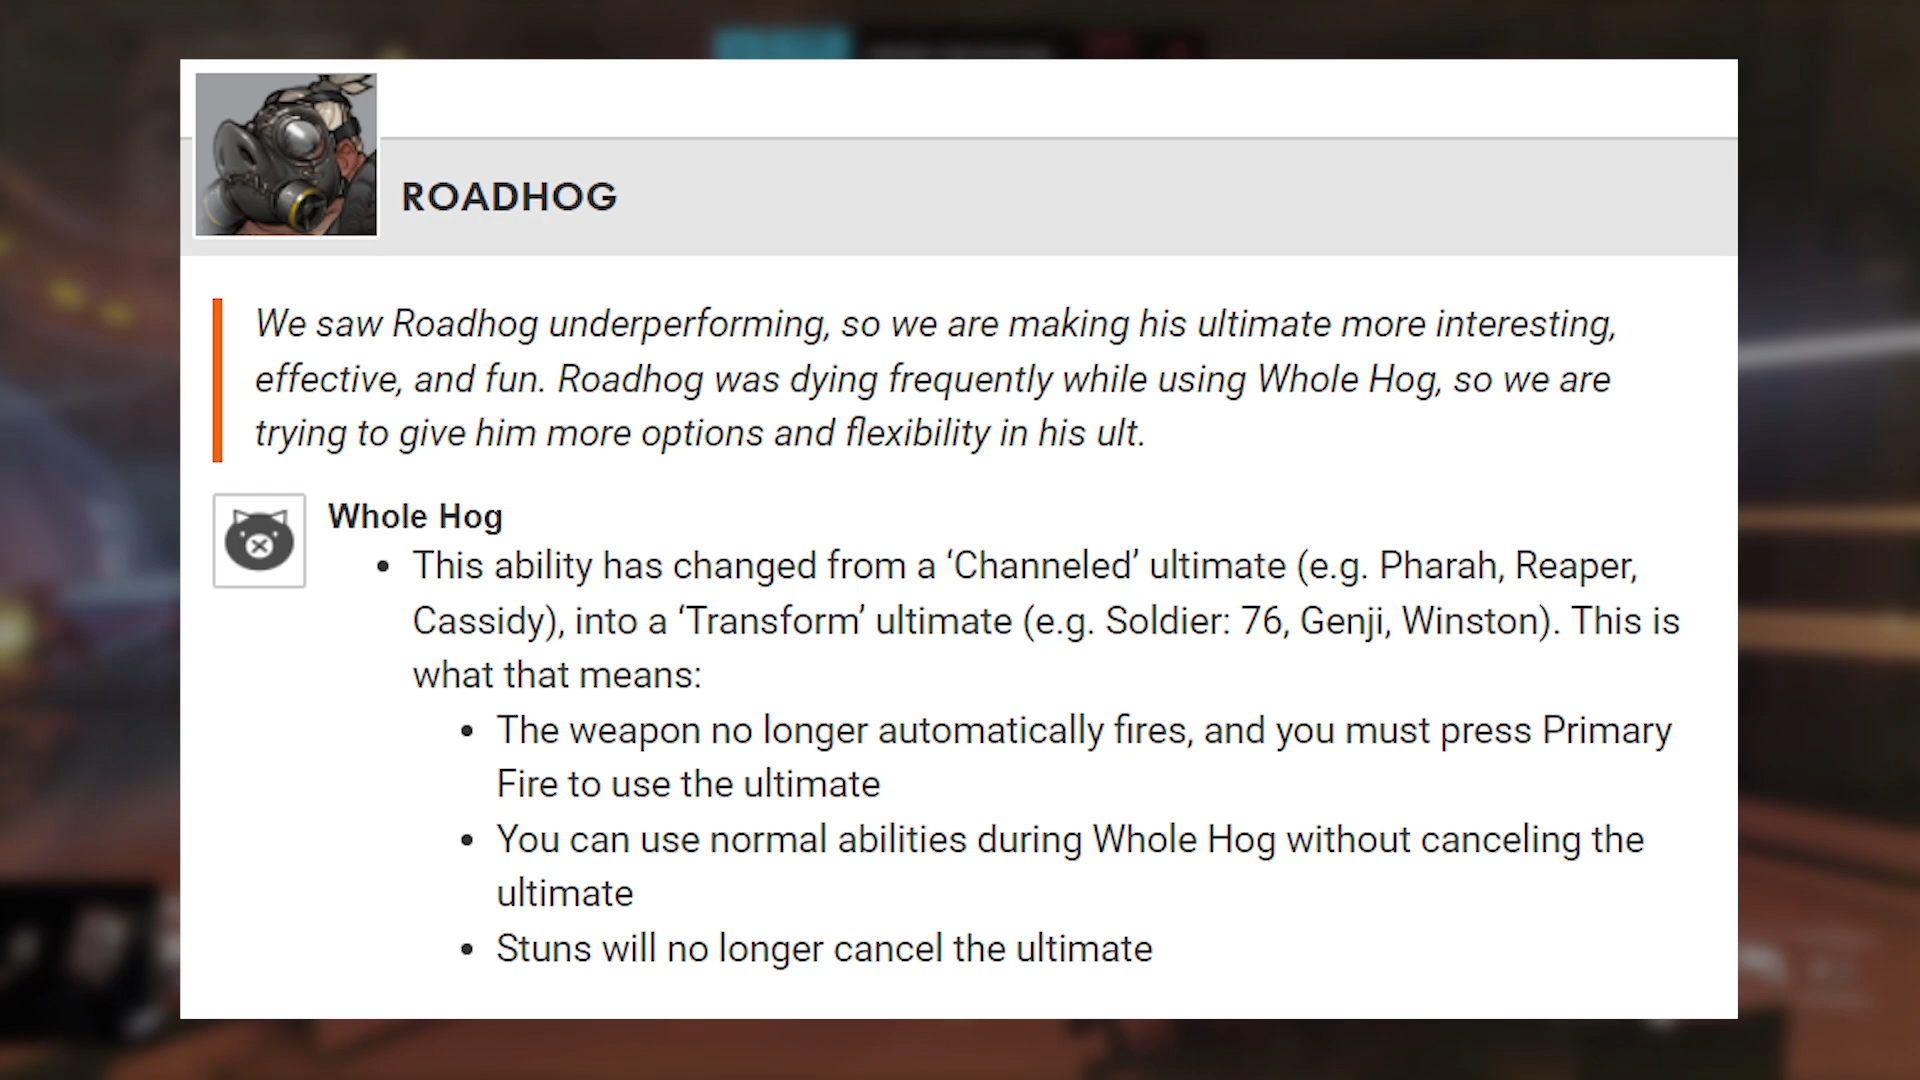 ROADHOG
We saw Roadhog underperforming, so we are making his ultimate more interesting,
effective, and fun. Roadhog was dying frequently while using Whole Hog, so we are
trying to give him more options and flexibility in his ult.
Whole Hog
• This ability has changed from a ‘Channeled’ ultimate (e.g. Pharah, Reaper,
Cassidy), into a ‘Transform’ ultimate (e.g. Soldier: 76, Genji, Winston). This is
what that means:
• The weapon no longer automatically fires, and you must press Primary
Fire to use the ultimate
• You can use normal abilities during Whole Hog without canceling the
ultimate
• Stuns will no longer cancel the ultimate